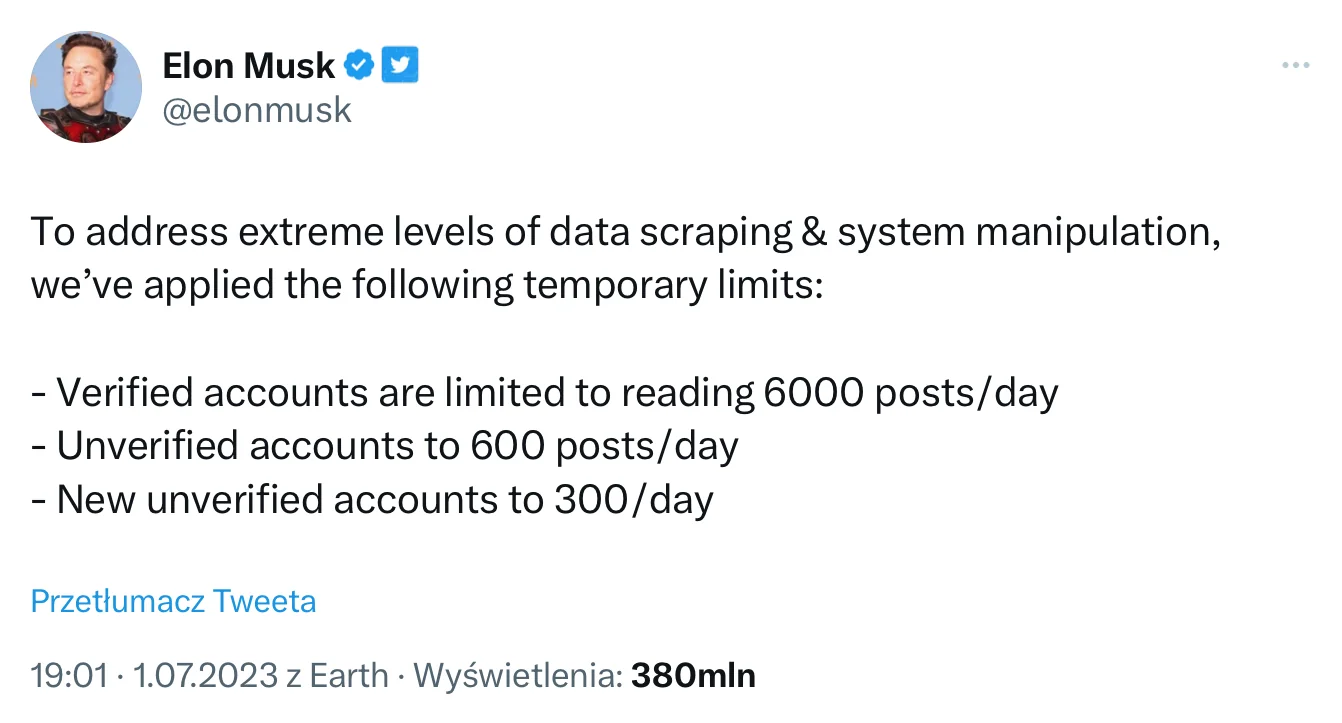 Elon Musk
@elonmusk
To address extreme levels of data scraping & system manipulation,
we’ve applied the following temporary limits:
- Verified accounts are limited to reading 6000 posts/day
- Unverified accounts to 600 posts/day
- New unverified accounts to 300/day
Przetłumacz Tweeta
19:01 · 1.07.2023 z Earth · Wyświetlenia: 380mln